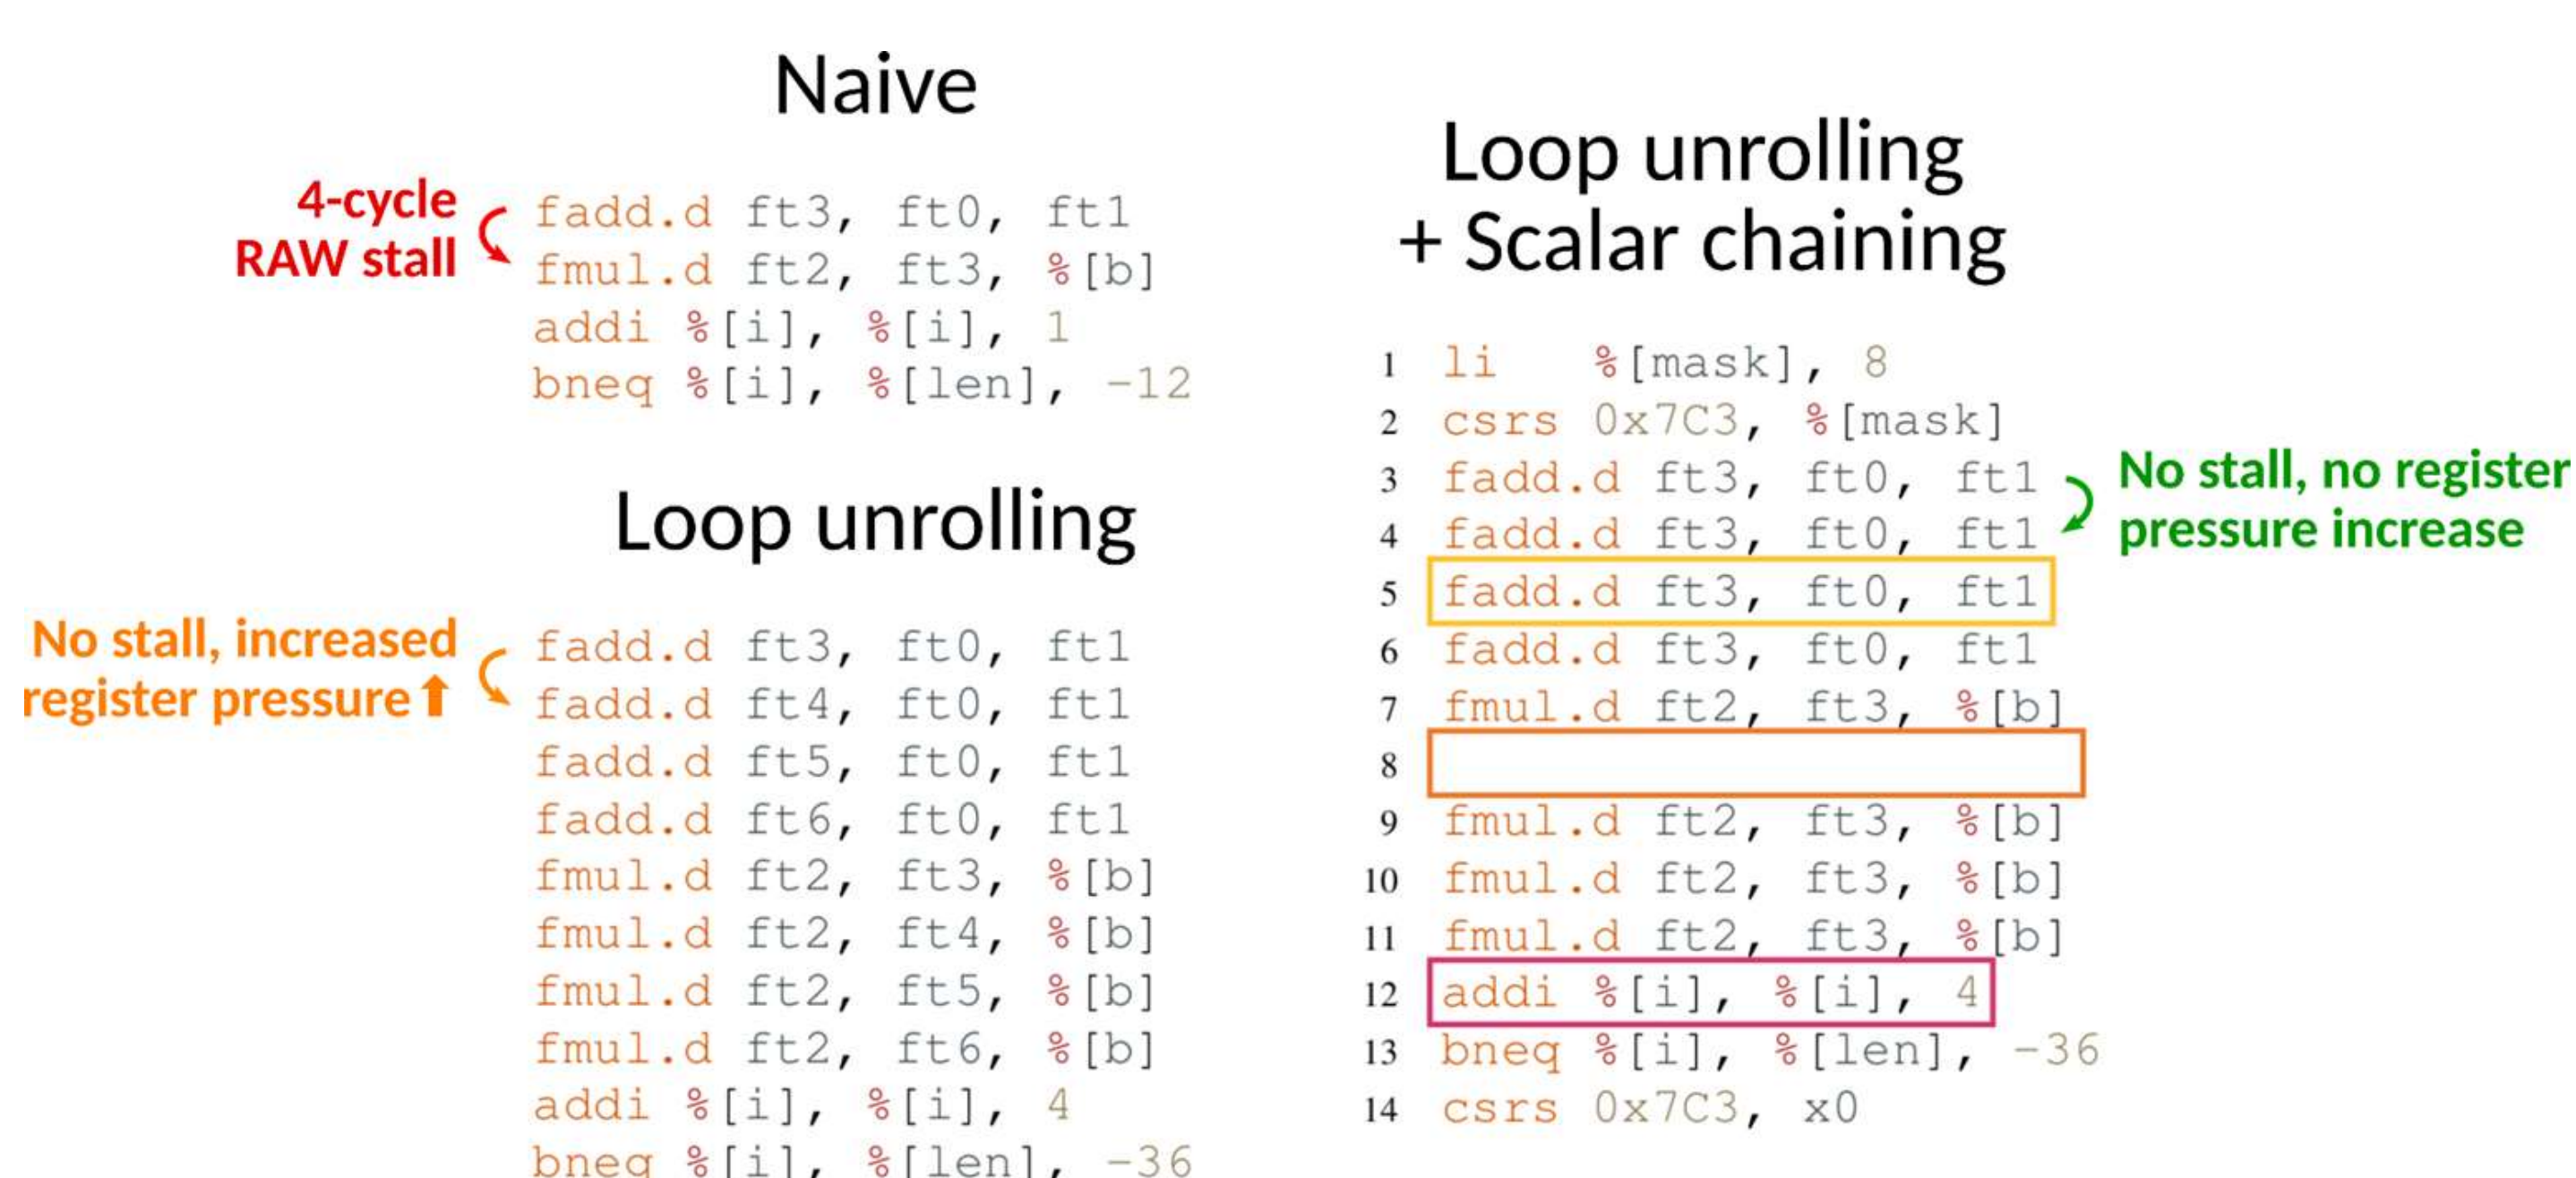 Naive
4-cycle
RAW stall
fadd.d ft3, ft0, ft1
fmul.d ft2, ft3, %[b]
addi %[i], %[i], 1
bneq %[i], %[len], -12
Loop unrolling
No stall, increased
register pressure⬆
fadd.d ft3, ft0, ft1
fadd.d ft4, ft0, ft1
fadd.d ft5, ft0, ft1
fadd.d ft6, ft0, ft1
fmul.d ft2, ft3, %[b]
fmul.d ft2, ft4, %[b]
fmul.d ft2, ft5, %[b]
fmul.d ft2, ft6, %[b]
addi %[i], %[i], 4
bneq %[i], %[len], -36
Loop unrolling
+ Scalar chaining
1 li %[mask], 8
2 csrs 0x7C3, %[mask]
3 fadd.d ft3, ft0, ft1
4 fadd.d ft3, ft0, ft1
5 fadd.d ft3, ft0, ft1
6 fadd.d ft3, ft0, ft1
7 fmul.d ft2, ft3, %[b]
8
9 fmul.d ft2, ft3, %[b]
10 fmul.d ft2, ft3, %[b]
11 fmul.d ft2, ft3, %[b]
12 addi %[i], %[i], 4
13 bneq %[i], %[len], -36
14 csrs 0x7C3, x0
No stall, no register
pressure increase